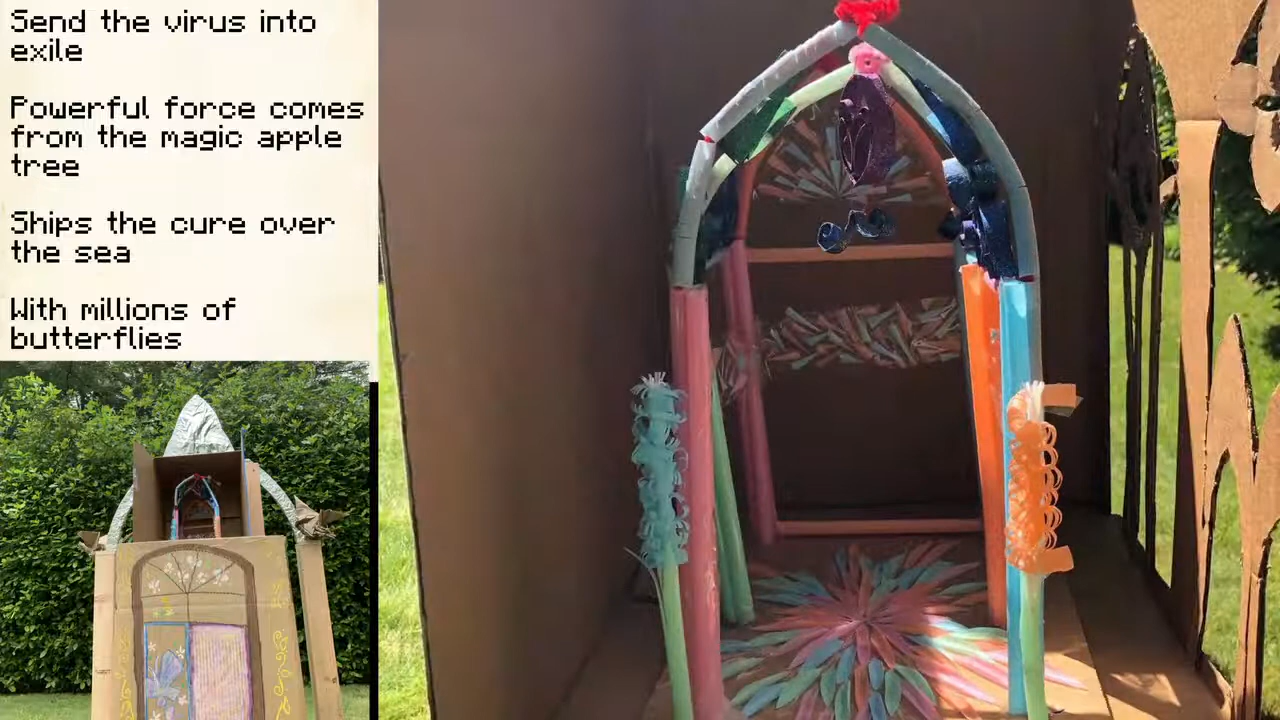 Send the virus into
exile
Powerful force comes
from the magic apple
tree
Ships the cure over
the sea
With millions of
butterflies